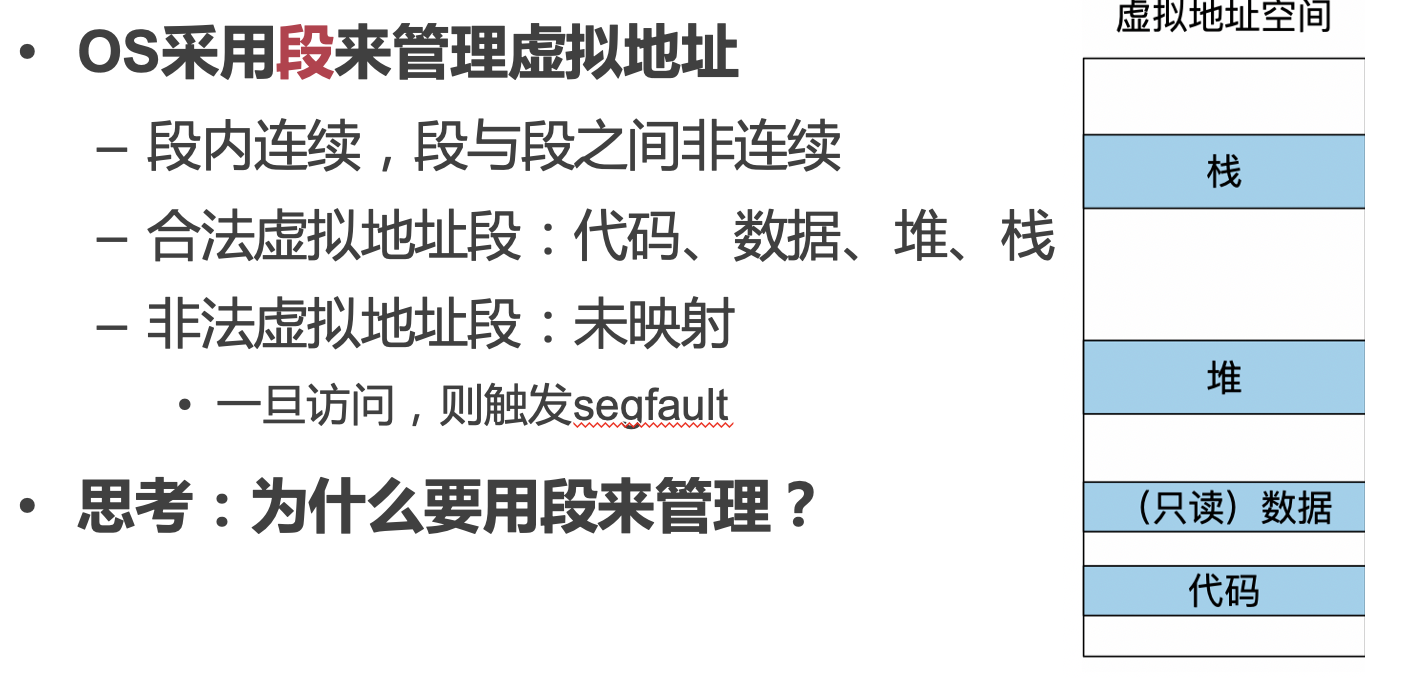 • OS采用段来管理虚拟地址
– 段内连续，段与段之间非连续
– 合法虚拟地址段：代码、数据、堆、栈
– 非法虚拟地址段：未映射
• 一旦访问，则触发segfault
• 思考：为什么要用段来管理？
虚拟地址空间
栈
堆
（只读）数据
代码